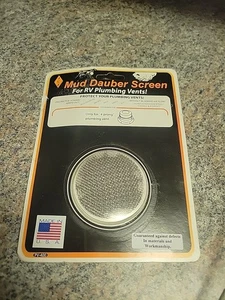 Mud Dauber Screen
For RV Plumbing Vents!
PROTECT YOUR PLUMBING VENTS!
MADE IN
U.S.A
Guaranteed against defects
in materials and
Workmanship.